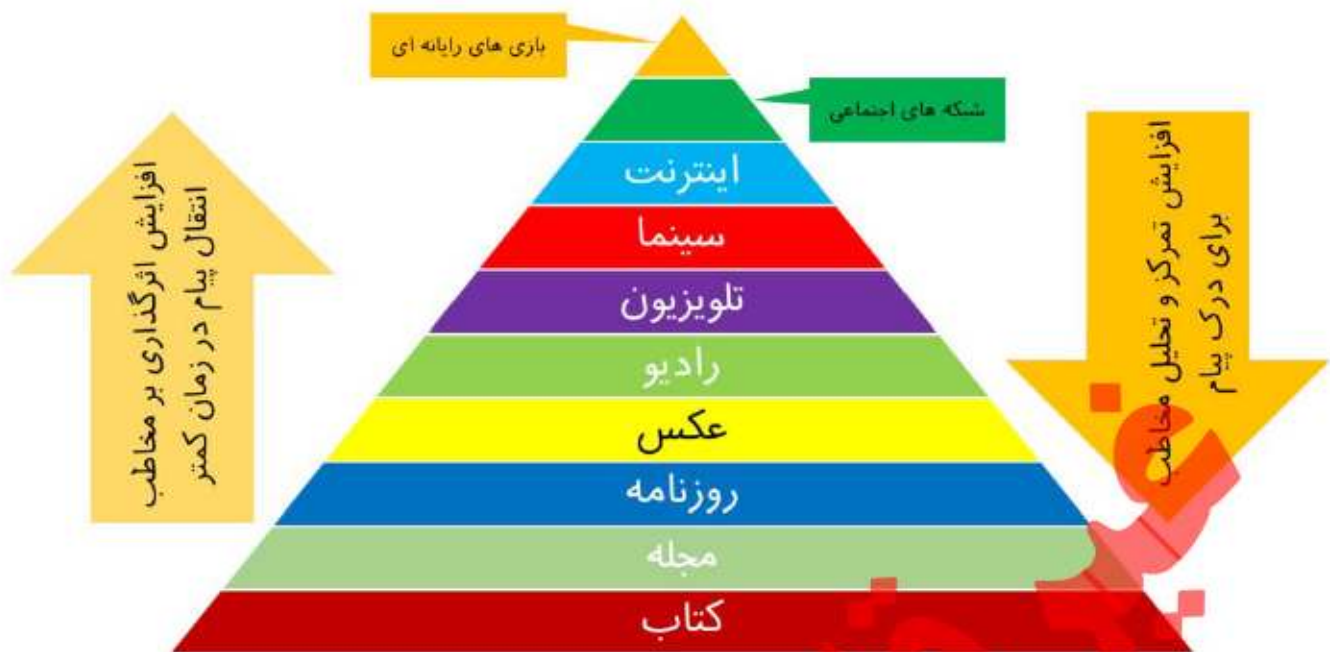 بازی های رایانه ای
شبکه های اجتماعی
اینترنت
سینما
تلویزیون
رادیو
عکس
روزنامه
مجله
کتاب
افزایش تمرکز و تحلیل مخاطب
برای درک پیام
افزایش اثرگذاری بر مخاطب
انتقال پیام در زمان کمتر